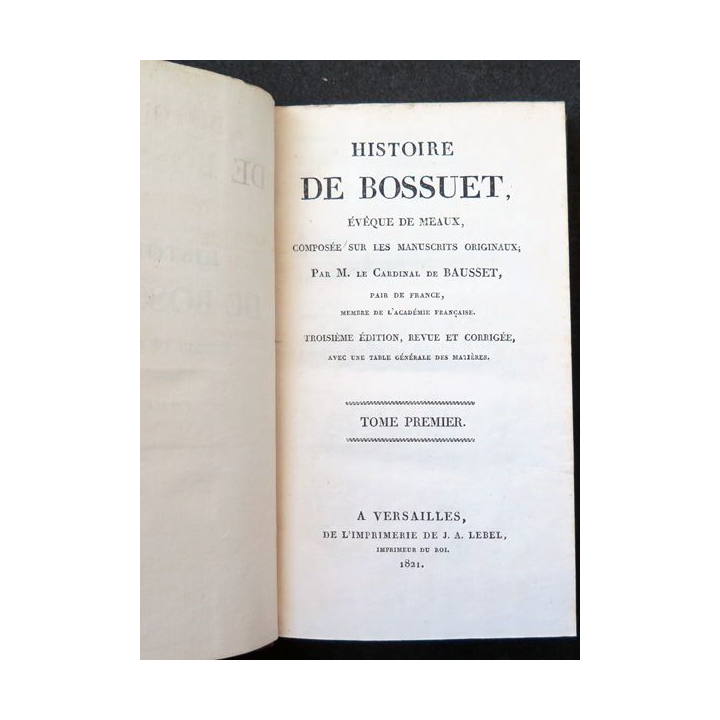 HISTOIRE
DE BOSSUET,
ÉVÊQUE DE MEAUX,
COMPOSÉE SUR LES MANUSCRITS ORIGINAUX;
PAR M. LE CARDINAL DE BAUSSET,
PAIR DE FRANCE,
MEMBRE DE L'ACADÉMIE FRANÇAISE.
TROISIÈME ÉDITION, REVUE ET CORRIGÉE,
AVEC UNE TABLE GÉNÉRALE DES MATIÈRES.
TOME PREMIER.
A VERSAILLES,
DE L'IMPRIMERIE DE J. A. LEBEL,
IMPRIMEUR DU ROI.
1821.